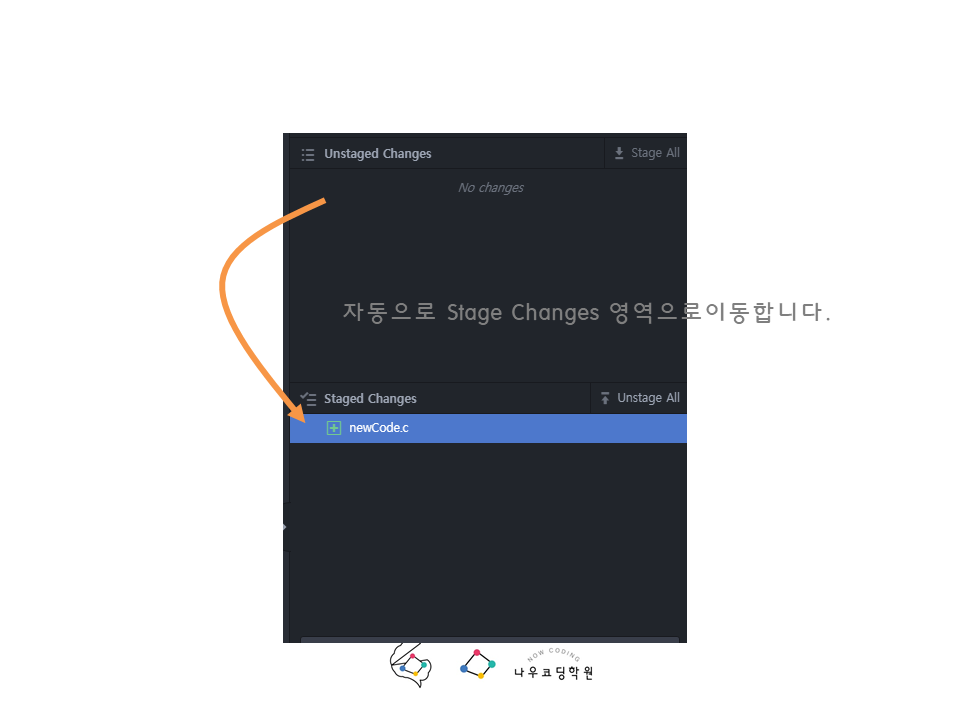 Unstaged Changes
Stage All
No changes
자동으로 Stage Changes 영역으로이동합니다.
Staged Changes
Unstage All
newCode.c
NOW CODING
나우코딩학원